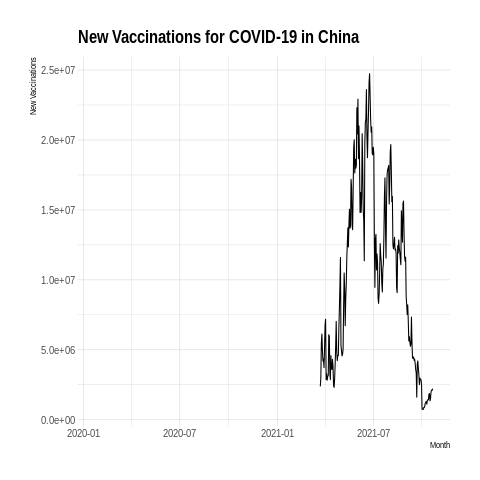 New Vaccinations for COVID-19 in China
New Vaccinations
2.5e+07
2.0e+07
1.5e+07
1.0e+07
5.0e+06
0.0e+00
2020-01 2020-07 2021-01 2021-07
Month